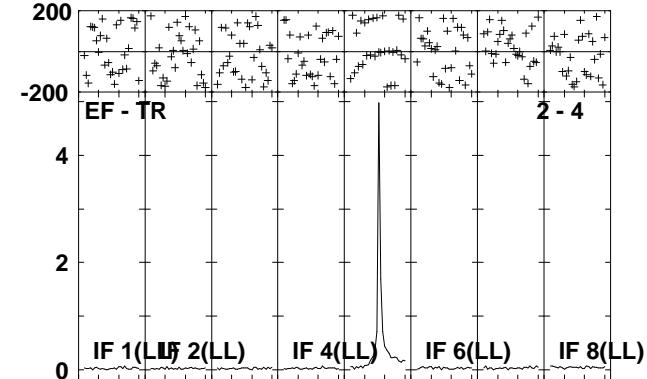 200
-200
EF - TR 2 - 4
4
2
IF 1(LL) IF 2(LL) IF 4(LL) IF 6(LL) IF 8(LL)
0